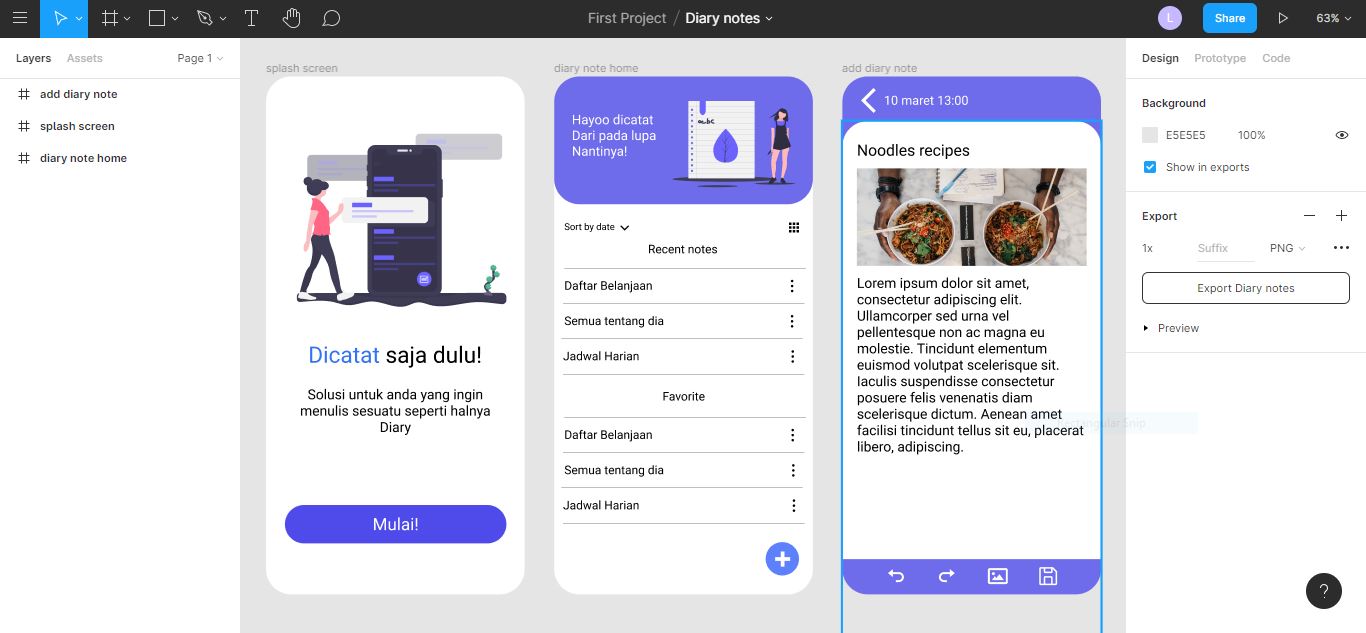 First Project / Diary notes
L
Share
63%
Layers
Assets
Page 1
add diary note
splash screen
diary note home
splash screen
Dicatat saja dulu!
Solusi untuk anda yang ingin
menulis sesuatu seperti halnya
Diary
Mulai!
diary note home
Hayoo dicatat
Dari pada lupa
Nantinya!
Sort by date
Recent notes
Daftar Belanjaan
Semua tentang dia
Jadwal Harian
Favorite
Daftar Belanjaan
Semua tentang dia
Jadwal Harian
add diary note
10 maret 13:00
Noodles recipes
Lorem ipsum dolor sit amet,
consectetur adipiscing elit.
Ullamcorper sed urna vel
pellentesque non ac magna eu
molestie. Tincidunt elementum
euismod volutpat scelerisque sit.
Iaculis suspendisse consectetur
posuere felis venenatis diam
scelerisque dictum. Aenean amet
facilisi tincidunt tellus sit eu, placerat
libero, adipiscing.
Rectangular Snip
Design
Prototype
Code
Background
E5E5E5
100%
Show in exports
Export
1x
Suffix
PNG
Export Diary notes
Preview
?